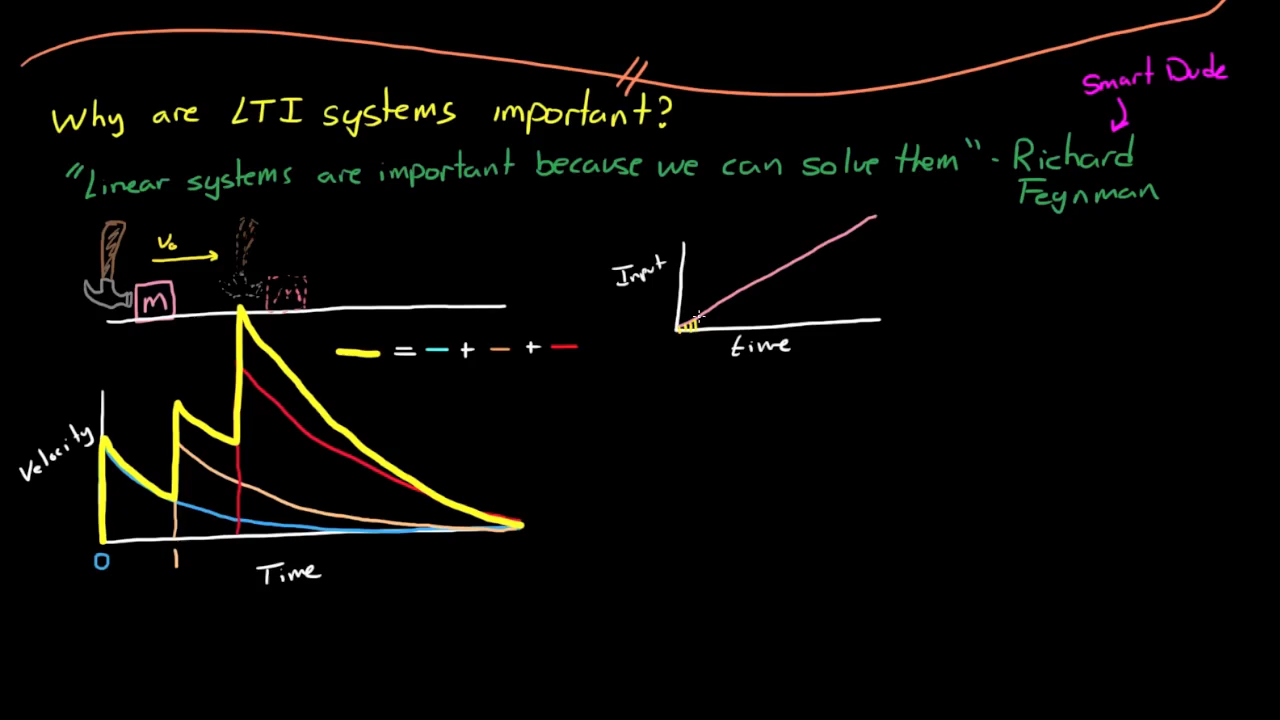 Smart Dude
Why are LTI systems important?
"Linear systems are important because we can solve them" - Richard
Feynman
V₀
m
m
Input
time
= + +
Velocity
0
1
Time